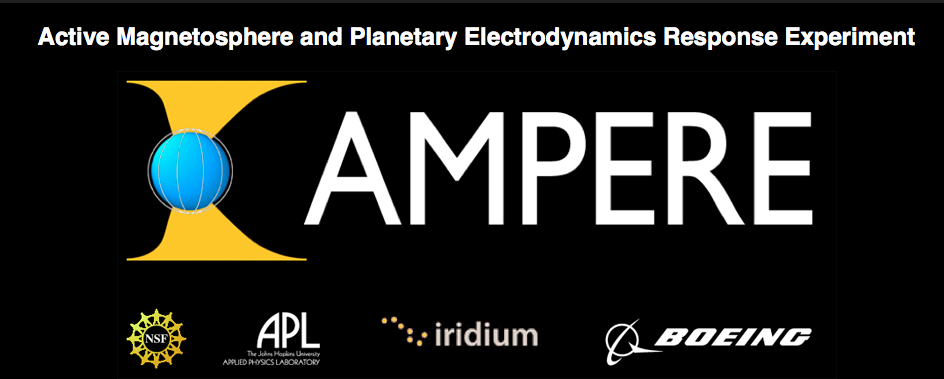 Active Magnetosphere and Planetary Electrodynamics Response Experiment
AMPERE
NSF
APL
The Johns Hopkins University
APPLIED PHYSICS LABORATORY
iridium
BOEING